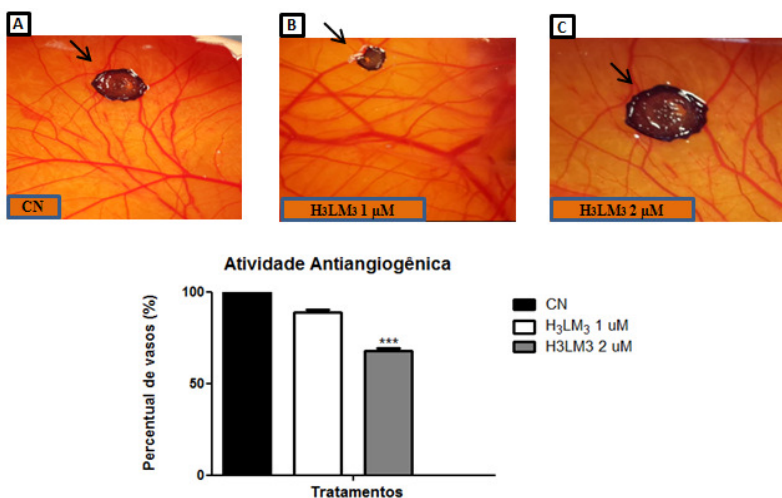 A
B
C
CN
H3LM3 1 µM
H3LM3 2 µM
Atividade Antiangiogênica
Percentual de vasos (%)
100
50
0
***
Tratamentos
CN
H₃LM₃ 1 uM
H3LM3 2 uM